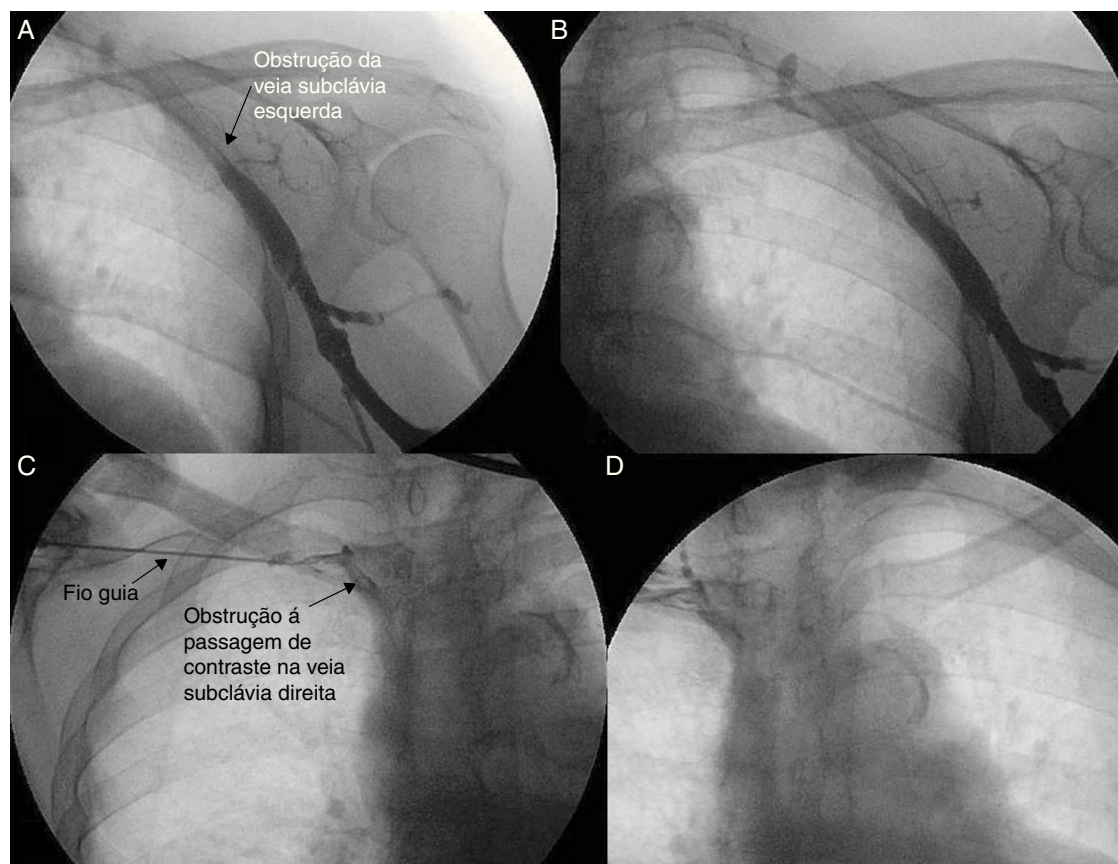 A
Obstrução da
veia subclávia
esquerda
B
C
Fio guia
Obstrução á
passagem de
contraste na veia
subclávia direita
D